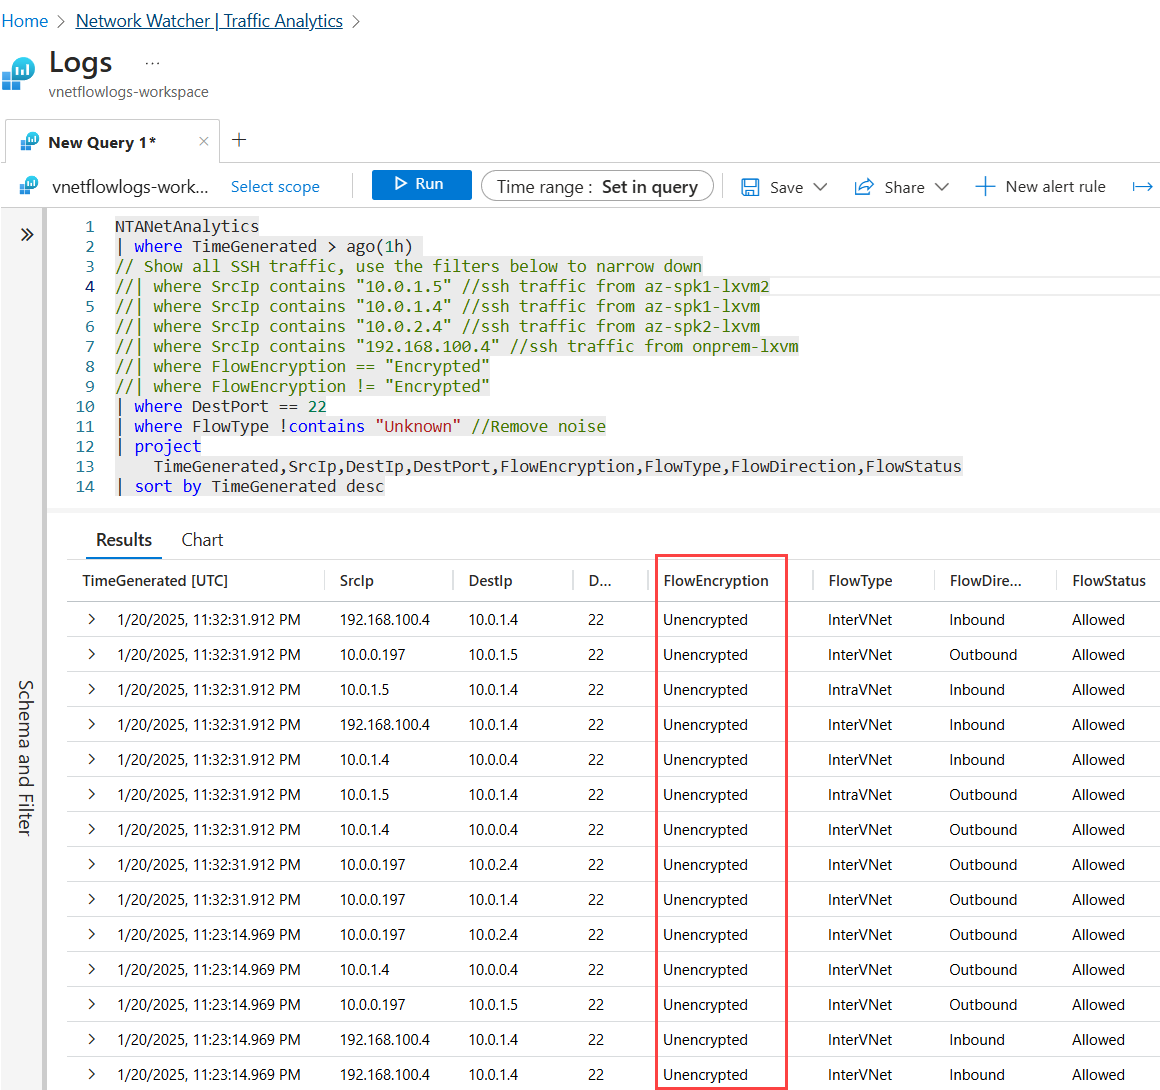 Home > Network Watcher | Traffic Analytics >
Logs ...
vnetflowlogs-workspace
New Query 1* × +
vnetflowlogs-work... Select scope Run Time range : Set in query Save Share New alert rule
1 NTANetAnalytics
2 | where TimeGenerated > ago(1h)
3 // Show all SSH traffic, use the filters below to narrow down
4 //| where SrcIp contains "10.0.1.5" //ssh traffic from az-spk1-lxvm2
5 //| where SrcIp contains "10.0.1.4" //ssh traffic from az-spk1-lxvm
6 //| where SrcIp contains "10.0.2.4" //ssh traffic from az-spk2-lxvm
7 //| where SrcIp contains "192.168.100.4" //ssh traffic from onprem-lxvm
8 //| where FlowEncryption == "Encrypted"
9 //| where FlowEncryption != "Encrypted"
10 | where DestPort == 22
11 | where FlowType !contains "Unknown" //Remove noise
12 | project
13 TimeGenerated,SrcIp,DestIp,DestPort,FlowEncryption,FlowType,FlowDirection,FlowStatus
14 | sort by TimeGenerated desc
Schema and Filter
Results Chart
TimeGenerated [UTC] SrcIp DestIp D... FlowEncryption FlowType FlowDire... FlowStatus
1/20/2025, 11:32:31.912 PM 192.168.100.4 10.0.1.4 22 Unencrypted InterVNet Inbound Allowed
1/20/2025, 11:32:31.912 PM 10.0.0.197 10.0.1.5 22 Unencrypted InterVNet Outbound Allowed
1/20/2025, 11:32:31.912 PM 10.0.1.5 10.0.1.4 22 Unencrypted IntraVNet Inbound Allowed
1/20/2025, 11:32:31.912 PM 192.168.100.4 10.0.1.4 22 Unencrypted InterVNet Inbound Allowed
1/20/2025, 11:32:31.912 PM 10.0.1.4 10.0.0.4 22 Unencrypted InterVNet Inbound Allowed
1/20/2025, 11:32:31.912 PM 10.0.1.5 10.0.1.4 22 Unencrypted IntraVNet Outbound Allowed
1/20/2025, 11:32:31.912 PM 10.0.1.4 10.0.0.4 22 Unencrypted InterVNet Outbound Allowed
1/20/2025, 11:32:31.912 PM 10.0.0.197 10.0.2.4 22 Unencrypted InterVNet Outbound Allowed
1/20/2025, 11:32:31.912 PM 10.0.0.197 10.0.1.4 22 Unencrypted InterVNet Outbound Allowed
1/20/2025, 11:23:14.969 PM 10.0.0.197 10.0.2.4 22 Unencrypted InterVNet Outbound Allowed
1/20/2025, 11:23:14.969 PM 10.0.1.4 10.0.0.4 22 Unencrypted InterVNet Outbound Allowed
1/20/2025, 11:23:14.969 PM 10.0.0.197 10.0.1.5 22 Unencrypted InterVNet Outbound Allowed
1/20/2025, 11:23:14.969 PM 192.168.100.4 10.0.1.4 22 Unencrypted InterVNet Inbound Allowed
1/20/2025, 11:23:14.969 PM 192.168.100.4 10.0.1.4 22 Unencrypted InterVNet Inbound Allowed